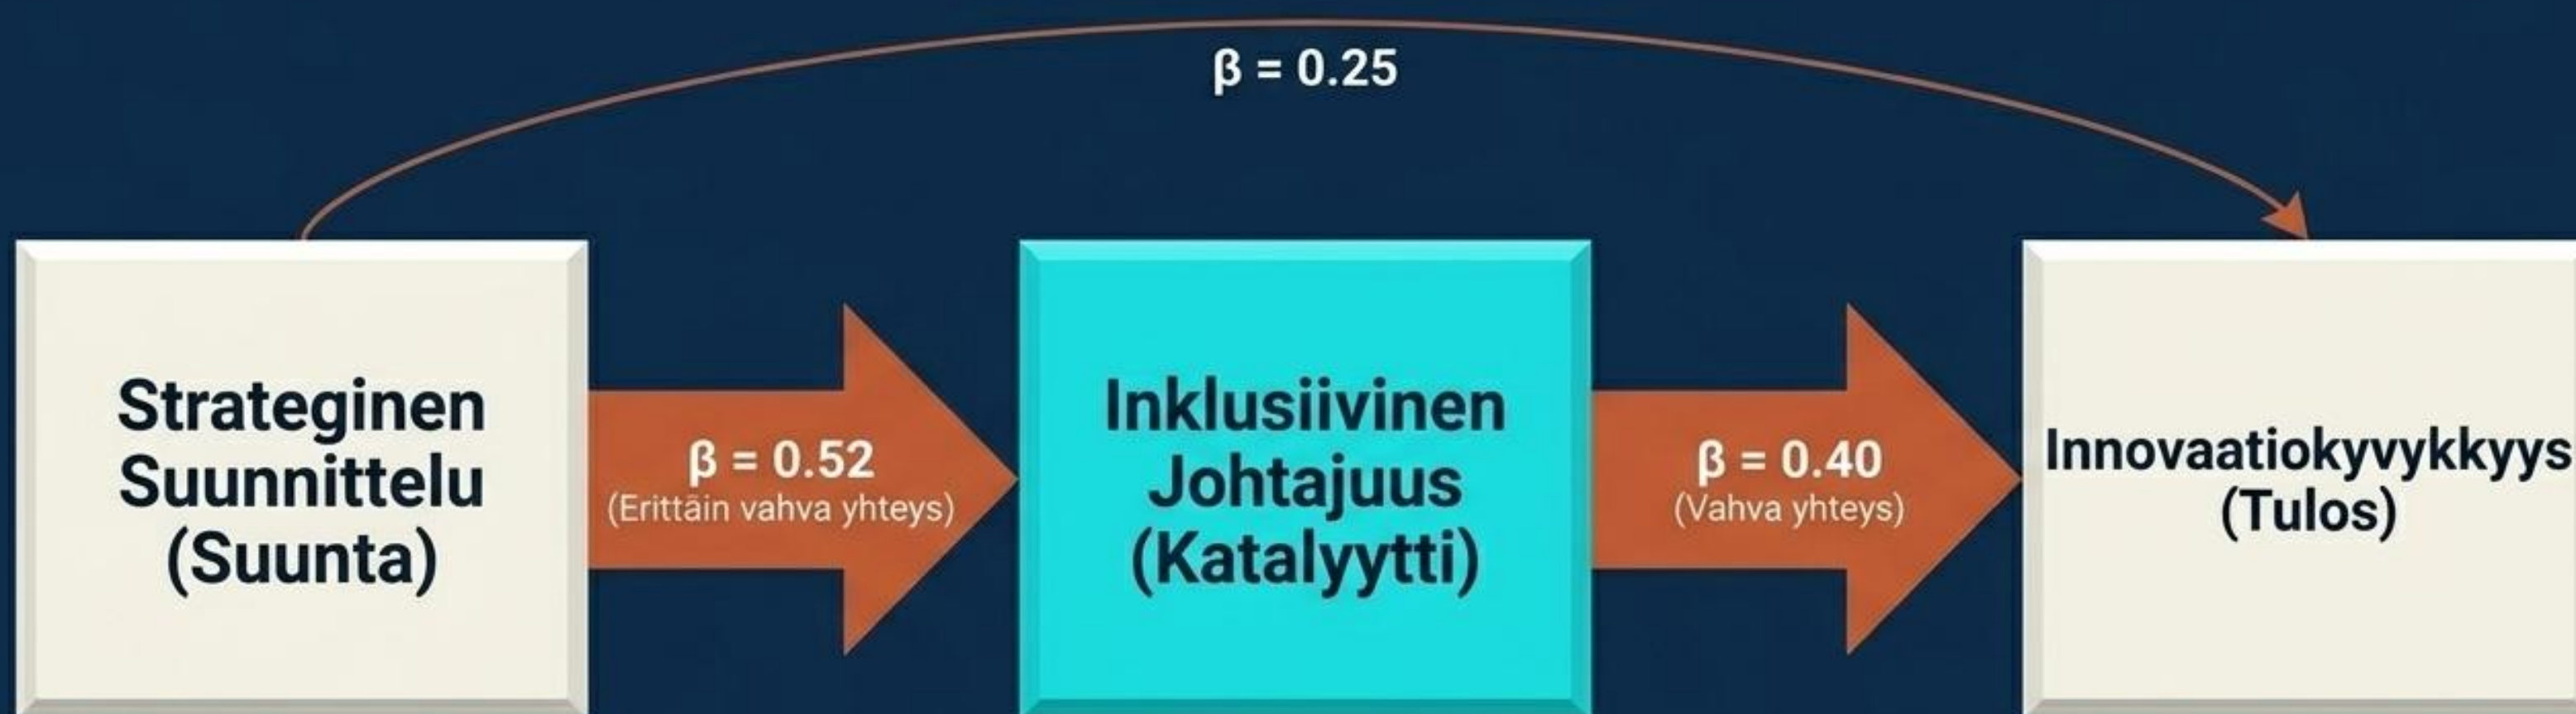 β = 0.25
Strateginen
Suunnittelu
(Suunta)
β = 0.52
(Erittäin vahva yhteys)
Inklusiivinen
Johtajuus
(Katalyytti)
β = 0.40
(Vahva yhteys)
Innovaatiokyvykkyys
(Tulos)